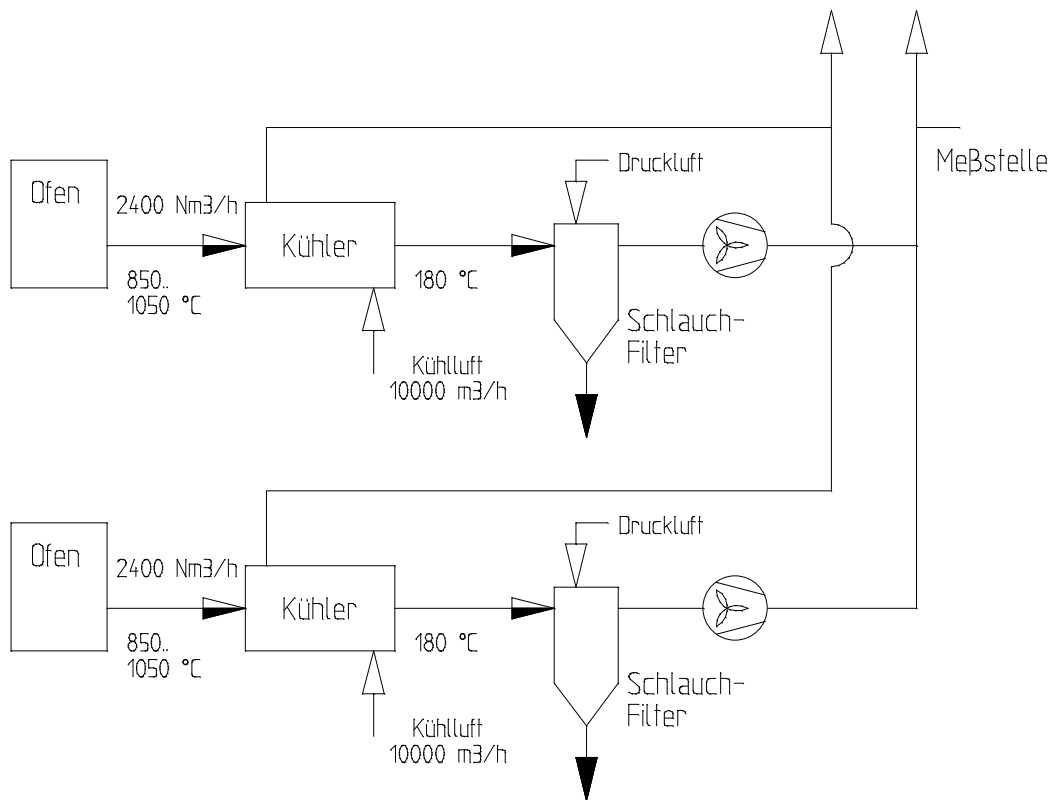 Meβstelle
Druckluft
Ofen
2400 Nm3/h
Kühler
850..
1050 °C
180 °C
Schlauch-
Filter
Kühlluft
10000 m3/h
Druckluft
Ofen
2400 Nm3/h
Kühler
850..
1050 °C
180 °C
Schlauch-
Filter
Kühlluft
10000 m3/h